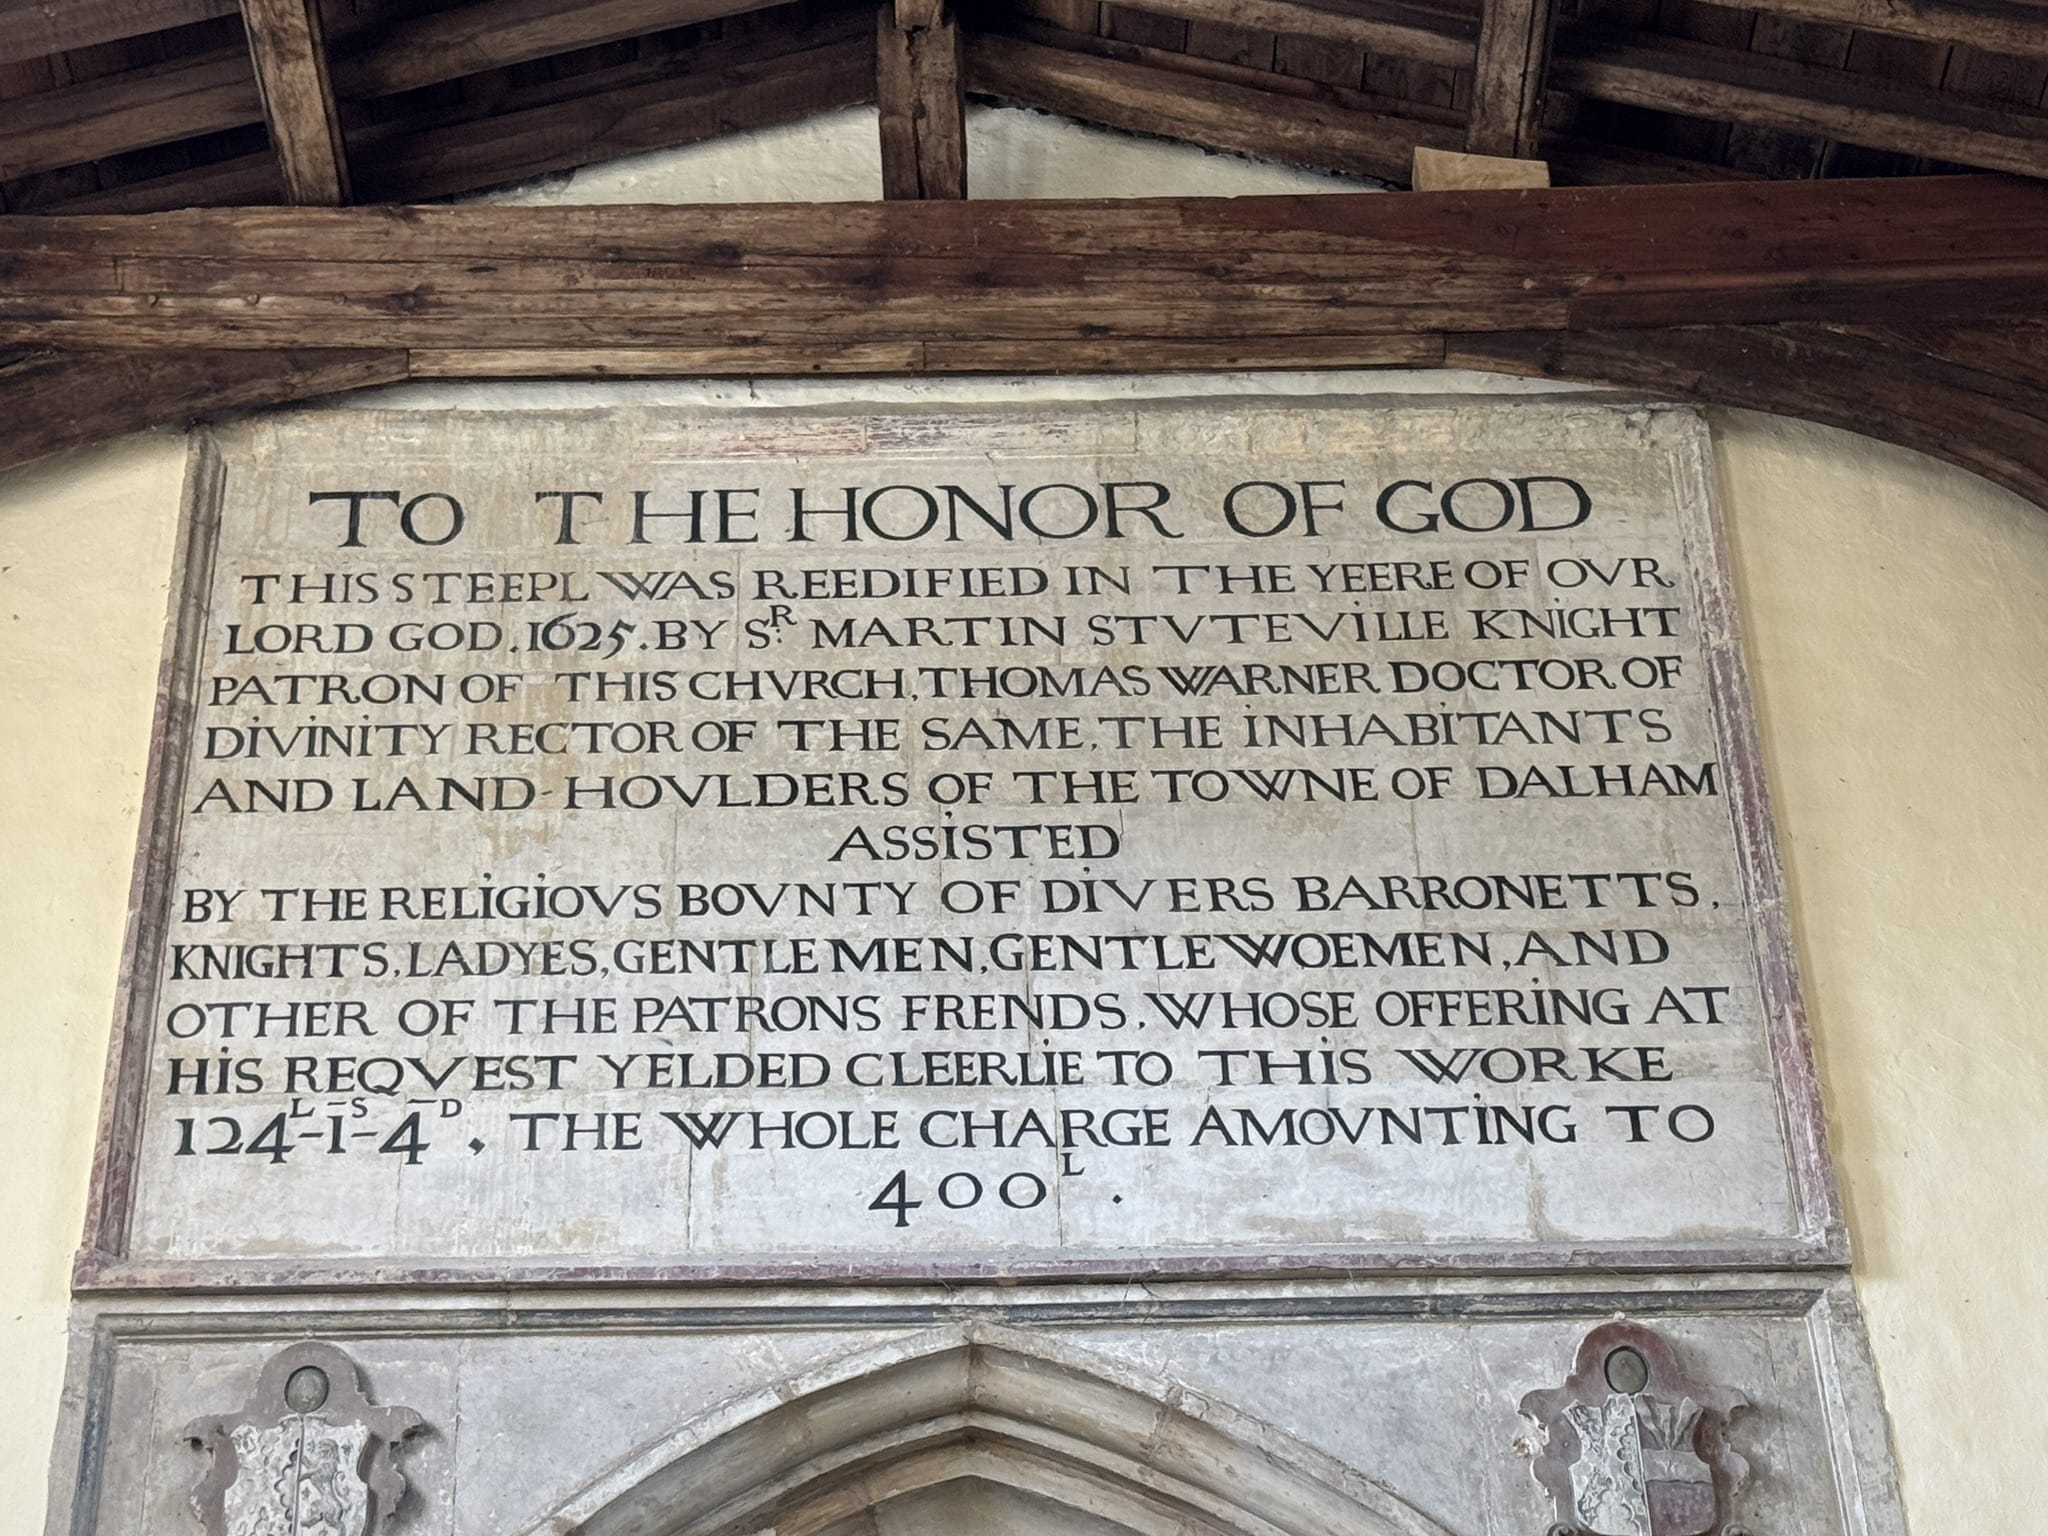 TO THE HONOR OF GOD
THIS STEEPL WAS REEDIFIED IN THE YEERE OF OVR
LORD GOD. 1625. BY SR: MARTIN STVTEVILLE KNIGHT
PATRON OF THIS CHVRCH, THOMAS WARNER DOCTOR OF
DIVINITY RECTOR OF THE SAME, THE INHABITANTS
AND LAND-HOVLDERS OF THE TOWNE OF DALHAM
ASSISTED
BY THE RELIGIOVS BOVNTY OF DIVERS BARRONETTS,
KNIGHTS, LADYES, GENTLEMEN, GENTLEWOEMEN, AND
OTHER OF THE PATRONS FRENDS, WHOSE OFFERING AT
HIS REQVEST YELDED CLEERLIE TO THIS WORKE
124L-1S-4D, THE WHOLE CHARGE AMOVNTING TO
400L.